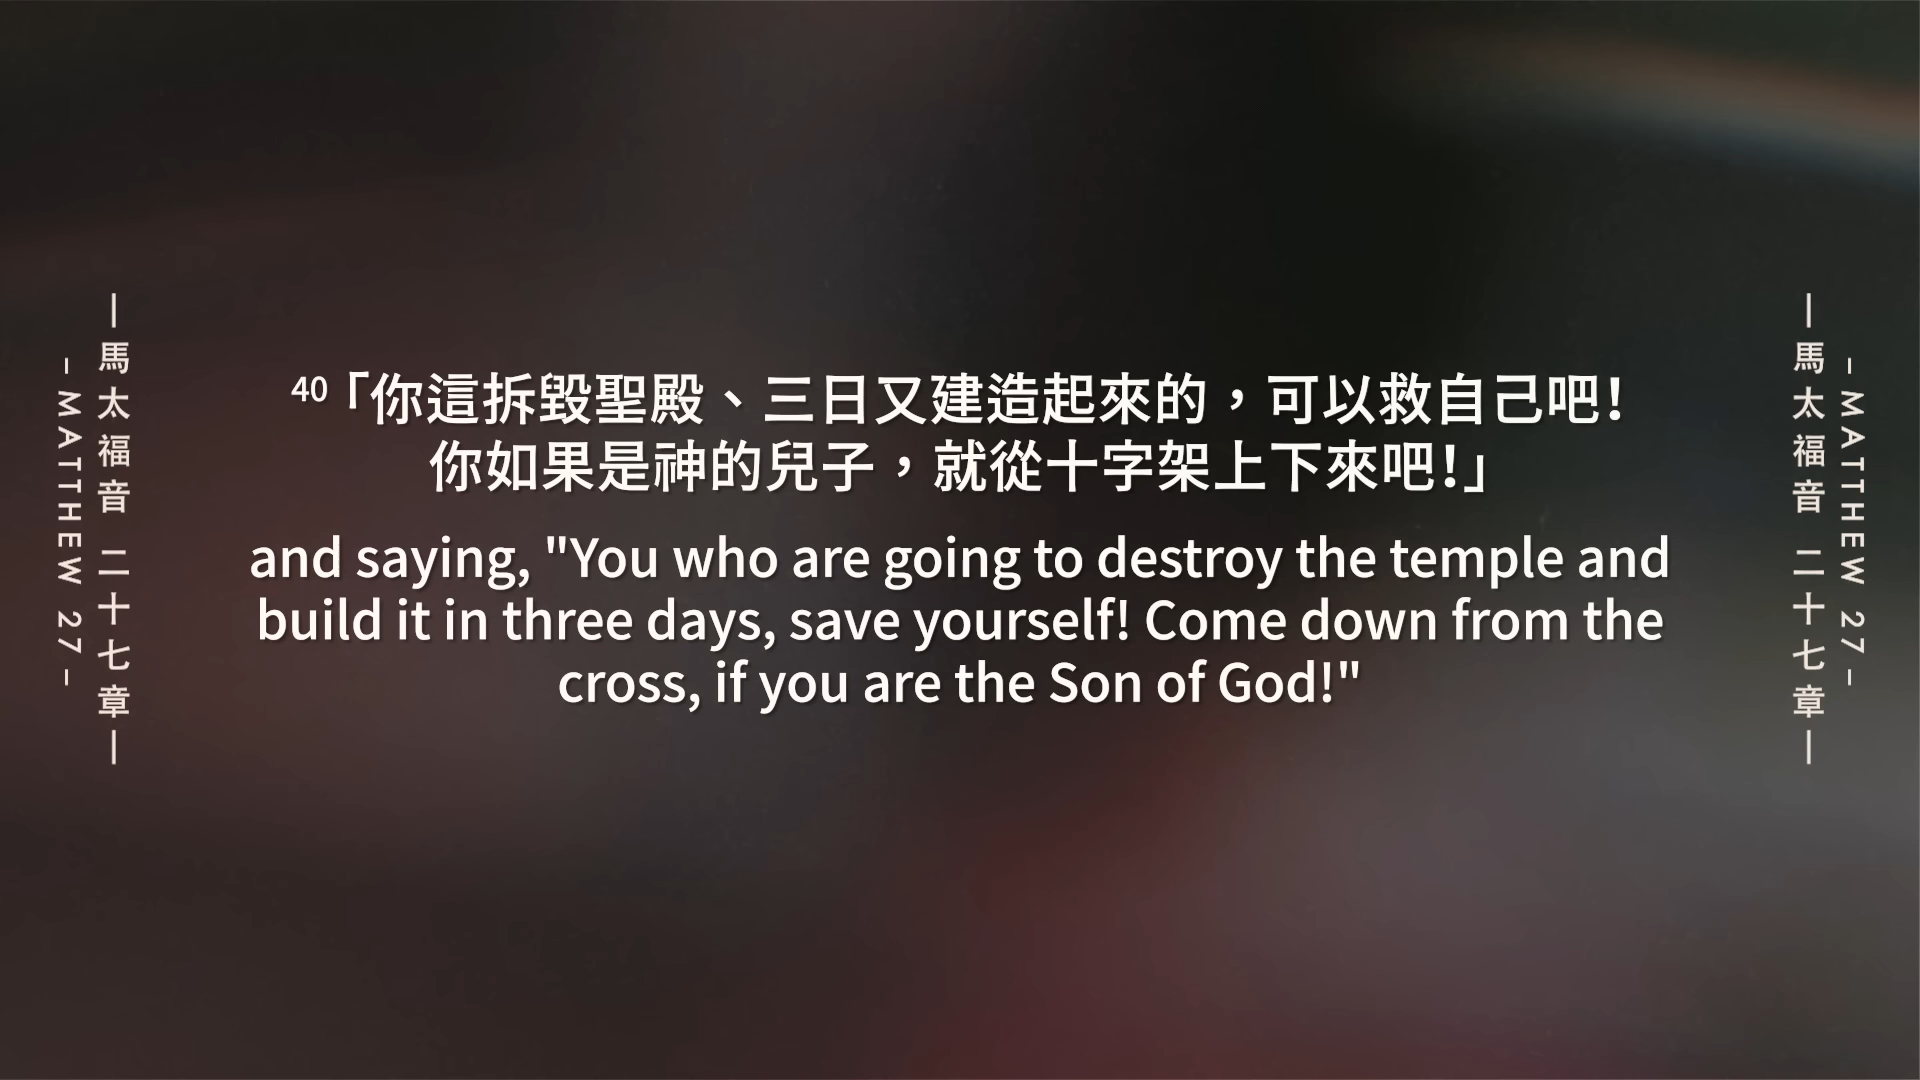 ｜馬太福音 二十七章｜
– MATTHEW 27 –
40「你這拆毀聖殿、三日又建造起來的，可以救自己吧！
你如果是神的兒子，就從十字架上下來吧！」
and saying, "You who are going to destroy the temple and
build it in three days, save yourself! Come down from the
cross, if you are the Son of God!"
｜馬太福音 二十七章｜
– MATTHEW 27 –